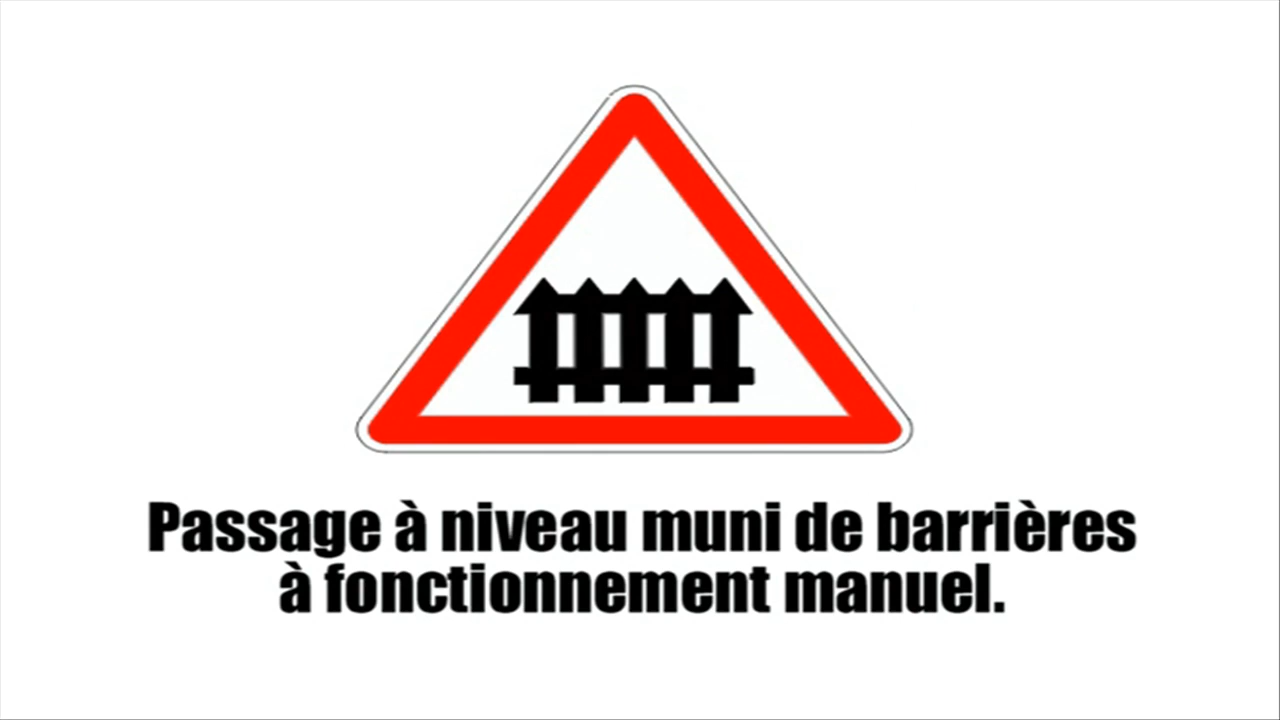 Passage à niveau muni de barrières
à fonctionnement manuel.